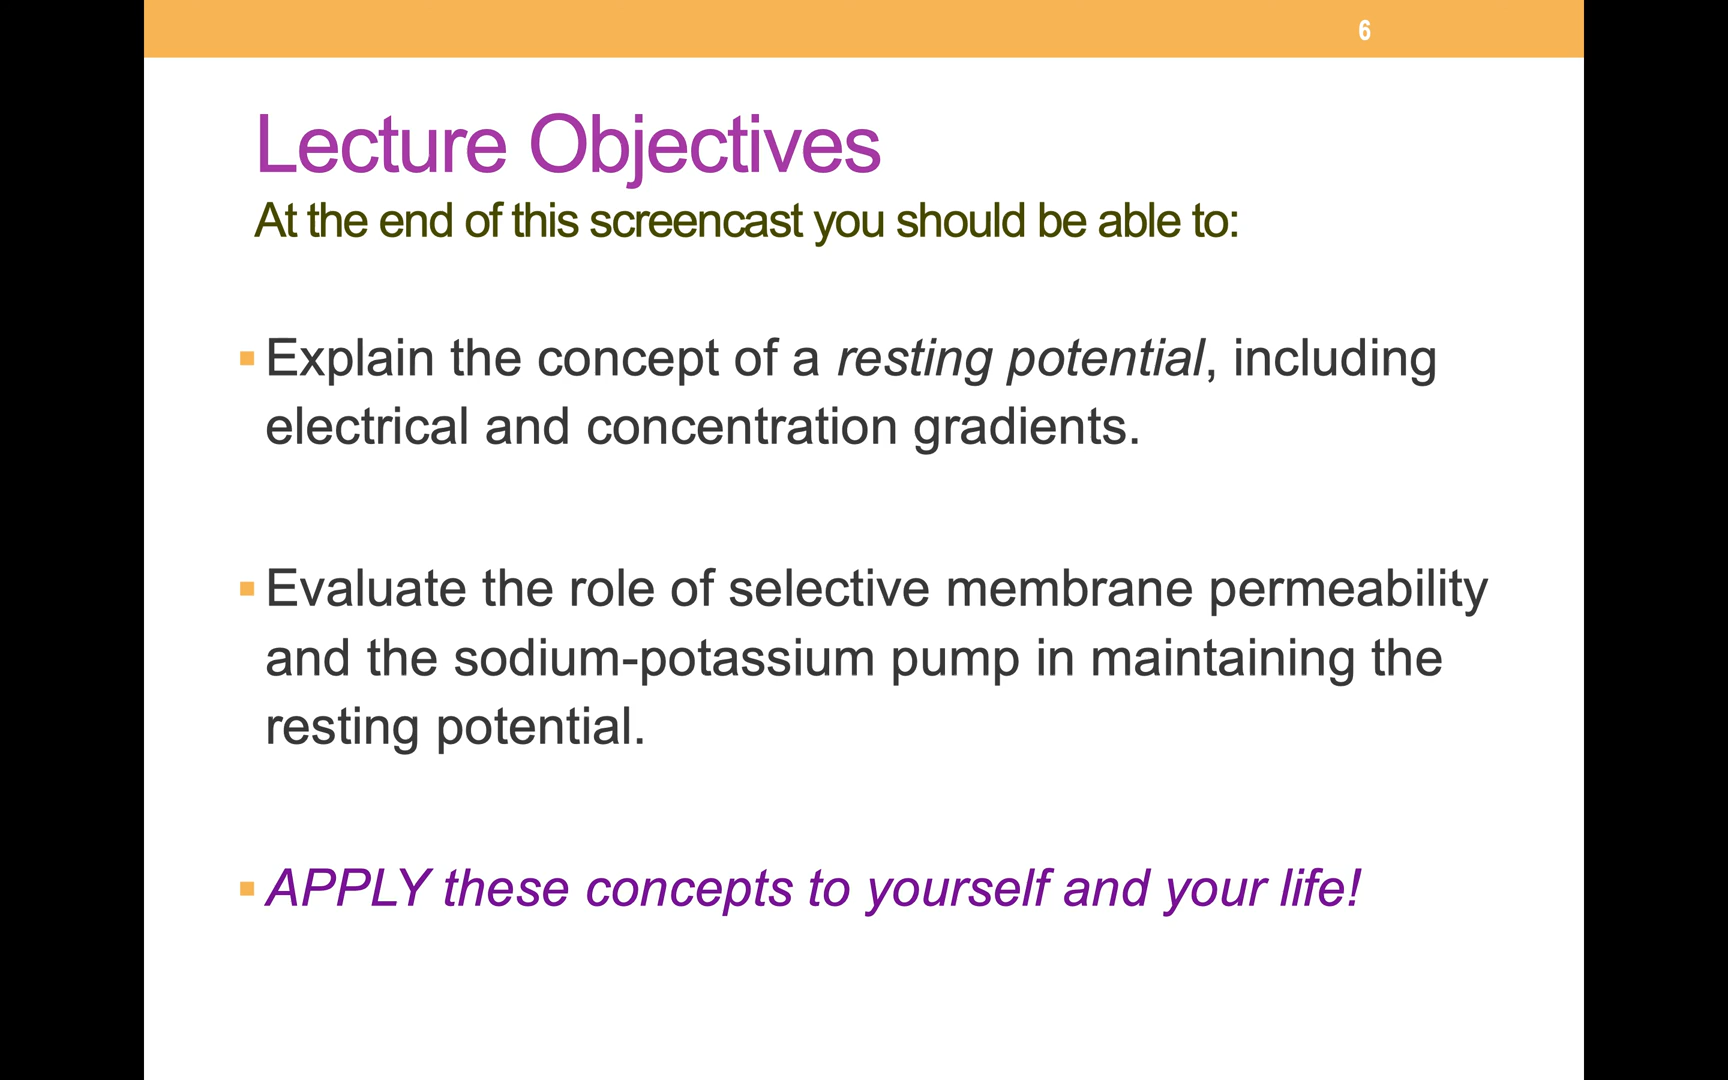 6
Lecture Objectives
At the end of this screencast you should be able to:
▪ Explain the concept of a resting potential, including
electrical and concentration gradients.
▪ Evaluate the role of selective membrane permeability
and the sodium-potassium pump in maintaining the
resting potential.
▪ APPLY these concepts to yourself and your life!